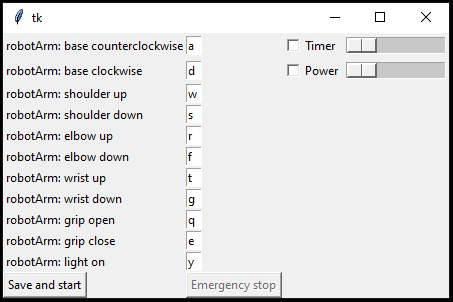 tk
robotArm: base counterclockwise a Timer
robotArm: base clockwise d Power
robotArm: shoulder up w
robotArm: shoulder down s
robotArm: elbow up r
robotArm: elbow down f
robotArm: wrist up t
robotArm: wrist down g
robotArm: grip open q
robotArm: grip close e
robotArm: light on y
Save and start Emergency stop